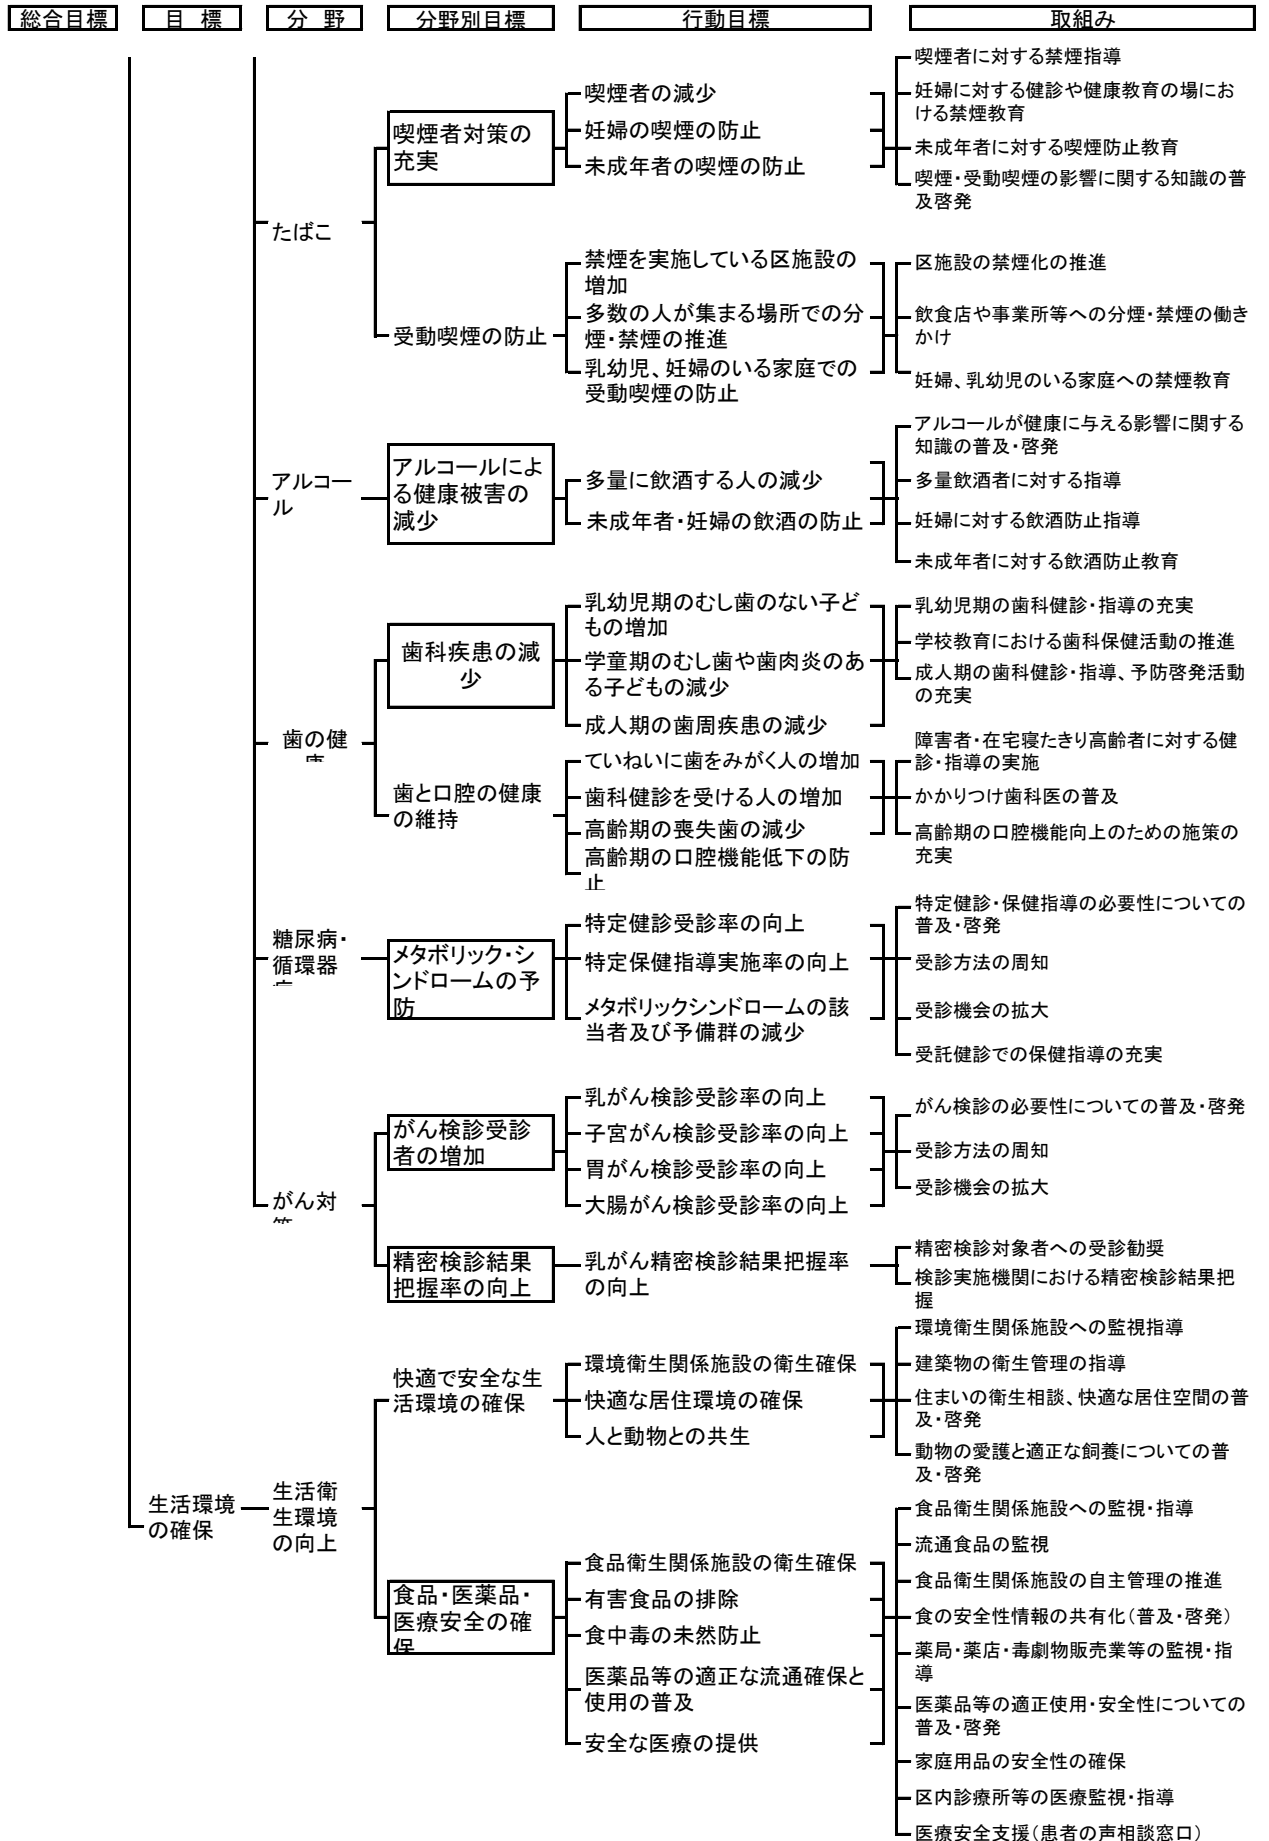 総合目標 目 標 分 野 分野別目標 行動目標 取組み
たばこ
喫煙者対策の
充実
喫煙者の減少
妊婦の喫煙の防止
未成年者の喫煙の防止
喫煙者に対する禁煙指導
妊婦に対する健診や健康教育の場にお
ける禁煙教育
未成年者に対する喫煙防止教育
喫煙・受動喫煙の影響に関する知識の普
及啓発
受動喫煙の防止
禁煙を実施している区施設の
増加
多数の人が集まる場所での分
煙・禁煙の推進
乳幼児、妊婦のいる家庭での
受動喫煙の防止
区施設の禁煙化の推進
飲食店や事業所等への分煙・禁煙の働き
かけ
妊婦、乳幼児のいる家庭への禁煙教育
アルコー
ル
アルコールによ
る健康被害の
減少
多量に飲酒する人の減少
未成年者・妊婦の飲酒の防止
アルコールが健康に与える影響に関する
知識の普及・啓発
多量飲酒者に対する指導
妊婦に対する飲酒防止指導
未成年者に対する飲酒防止教育
歯の健
康
歯科疾患の減
少
乳幼児期のむし歯のない子ど
もの増加
学童期のむし歯や歯肉炎のあ
る子どもの減少
成人期の歯周疾患の減少
乳幼児期の歯科健診・指導の充実
学校教育における歯科保健活動の推進
成人期の歯科健診・指導、予防啓発活動
の充実
歯と口腔の健康
の維持
ていねいに歯をみがく人の増加
歯科健診を受ける人の増加
高齢期の喪失歯の減少
高齢期の口腔機能低下の防
止
障害者・在宅寝たきり高齢者に対する健
診・指導の実施
かかりつけ歯科医の普及
高齢期の口腔機能向上のための施策の
充実
糖尿病・
循環器
病
メタボリック・シ
ンドロームの予
防
特定健診受診率の向上
特定保健指導実施率の向上
メタボリックシンドロームの該
当者及び予備群の減少
特定健診・保健指導の必要性についての
普及・啓発
受診方法の周知
受診機会の拡大
受託健診での保健指導の充実
がん対
策
がん検診受診
者の増加
乳がん検診受診率の向上
子宮がん検診受診率の向上
胃がん検診受診率の向上
大腸がん検診受診率の向上
がん検診の必要性についての普及・啓発
受診方法の周知
受診機会の拡大
精密検診結果
把握率の向上
乳がん精密検診結果把握率
の向上
精密検診対象者への受診勧奨
検診実施機関における精密検診結果把
握
生活環境
の確保
生活衛
生環境
の向上
快適で安全な生
活環境の確保
環境衛生関係施設の衛生確保
快適な居住環境の確保
人と動物との共生
環境衛生関係施設への監視指導
建築物の衛生管理の指導
住まいの衛生相談、快適な居住空間の普
及・啓発
動物の愛護と適正な飼養についての普
及・啓発
食品・医薬品・
医療安全の確
保
食品衛生関係施設の衛生確保
有害食品の排除
食中毒の未然防止
医薬品等の適正な流通確保と
使用の普及
安全な医療の提供
食品衛生関係施設への監視・指導
流通食品の監視
食品衛生関係施設の自主管理の推進
食の安全性情報の共有化(普及・啓発)
薬局・薬店・毒劇物販売業等の監視・指
導
医薬品等の適正使用・安全性についての
普及・啓発
家庭用品の安全性の確保
区内診療所等の医療監視・指導
医療安全支援(患者の声相談窓口)